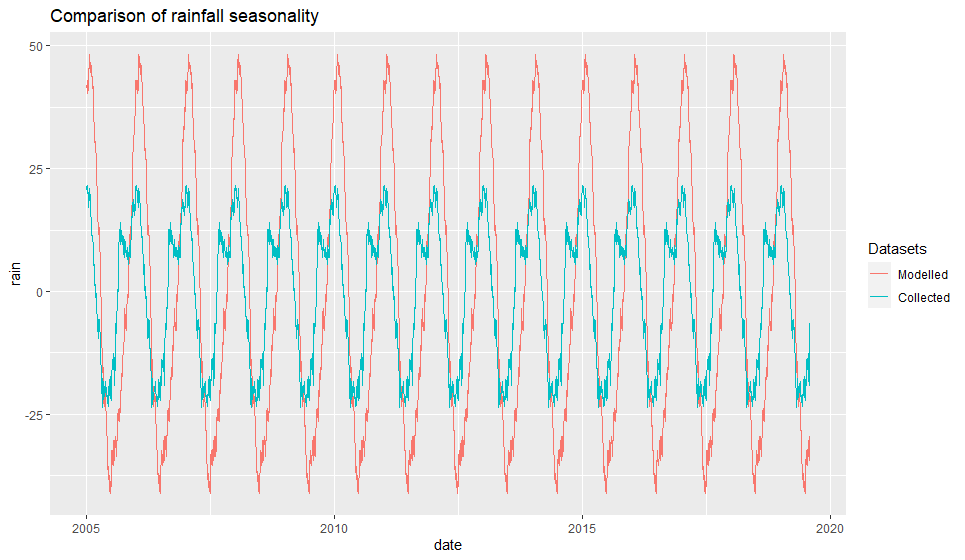 Comparison of rainfall seasonality
50
25
0
-25
rain
2005
2010
2015
2020
date
Datasets
Modelled
Collected